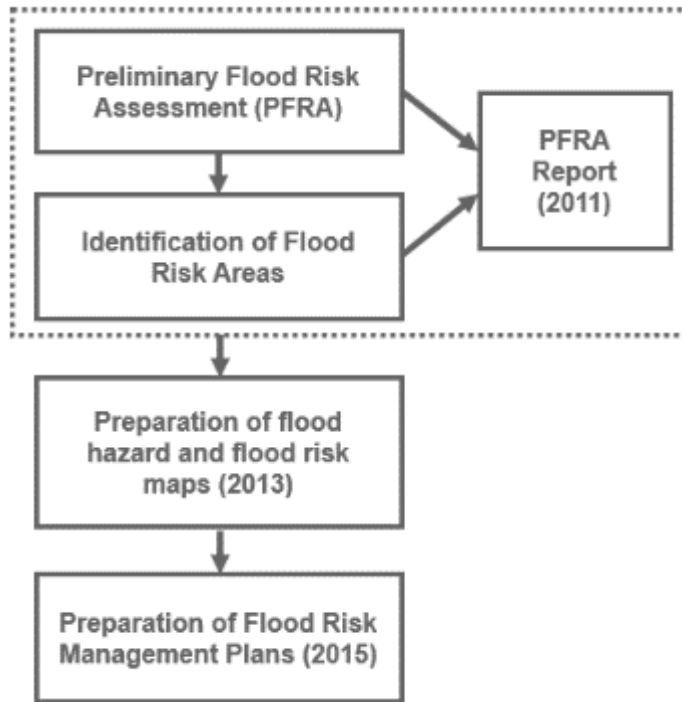 Preliminary Flood Risk
Assessment (PFRA)
PFRA
Report
(2011)
Identification of Flood
Risk Areas
Preparation of flood
hazard and flood risk
maps (2013)
Preparation of Flood Risk
Management Plans (2015)